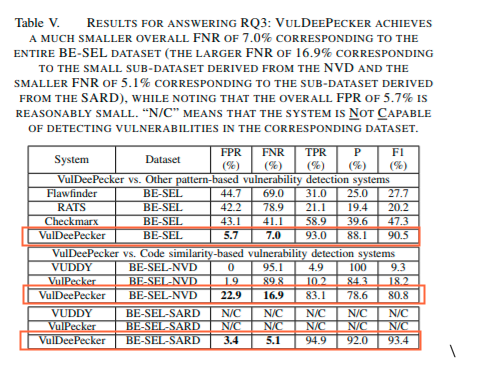 Table V. RESULTS FOR ANSWERING RQ3: VULDEEPECKER ACHIEVES
A MUCH SMALLER OVERALL FNR OF 7.0% CORRESPONDING TO THE
ENTIRE BE-SEL DATASET (THE LARGER FNR OF 16.9% CORRESPONDING
TO THE SMALL SUB-DATASET DERIVED FROM THE NVD AND THE
SMALLER FNR OF 5.1% CORRESPONDING TO THE SUB-DATASET DERIVED
FROM THE SARD), WHILE NOTING THAT THE OVERALL FPR OF 5.7% IS
REASONABLY SMALL. “N/C” MEANS THAT THE SYSTEM IS NOT CAPABLE
OF DETECTING VULNERABILITIES IN THE CORRESPONDING DATASET.
System Dataset FPR (%) FNR (%) TPR (%) P (%) F1 (%)
VulDeePecker vs. Other pattern-based vulnerability detection systems
Flawfinder BE-SEL 44.7 69.0 31.0 25.0 27.7
RATS BE-SEL 42.2 78.9 21.1 19.4 20.2
Checkmarx BE-SEL 43.1 41.1 58.9 39.6 47.3
VulDeePecker BE-SEL 5.7 7.0 93.0 88.1 90.5
VulDeePecker vs. Code similarity-based vulnerability detection systems
VUDDY BE-SEL-NVD 0 95.1 4.9 100 9.3
VulPecker BE-SEL-NVD 1.9 89.8 10.2 84.3 18.2
VulDeePecker BE-SEL-NVD 22.9 16.9 83.1 78.6 80.8
VUDDY BE-SEL-SARD N/C N/C N/C N/C N/C
VulPecker BE-SEL-SARD N/C N/C N/C N/C N/C
VulDeePecker BE-SEL-SARD 3.4 5.1 94.9 92.0 93.4
\